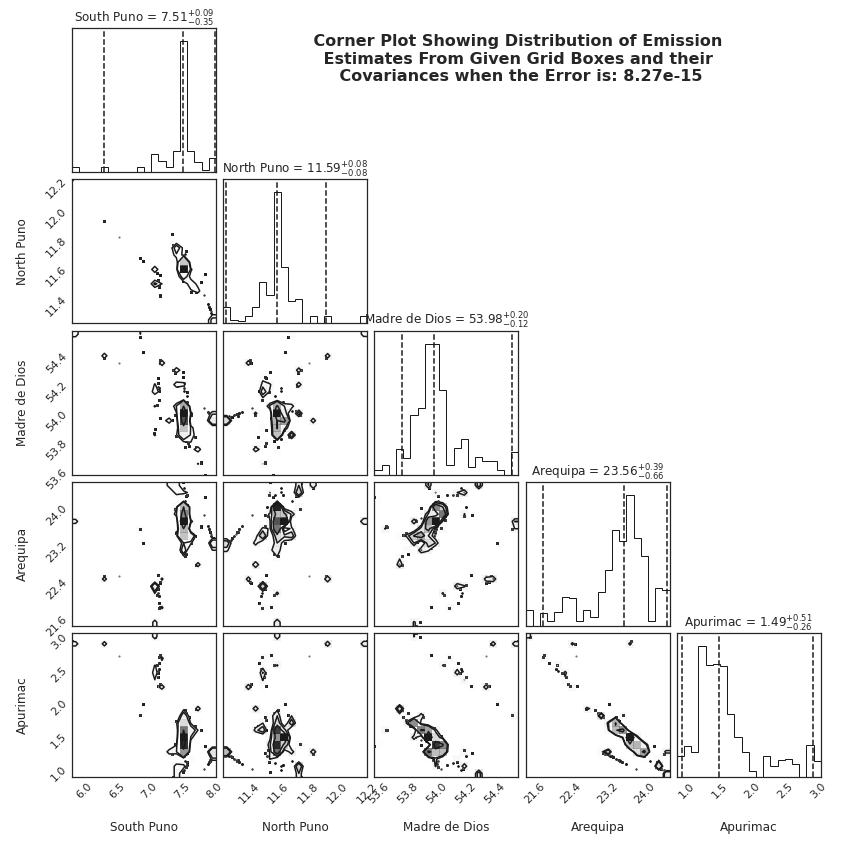 South Puno = 7.51+0.09 −0.35
Corner Plot Showing Distribution of Emission
Estimates From Given Grid Boxes and their
Covariances when the Error is: 8.27e-15
North Puno = 11.59+0.08 −0.08
12.2
12.0
11.8
11.6
11.4
North Puno
Madre de Dios = 53.98+0.20 −0.12
54.4
54.2
54.0
53.8
53.6
Madre de Dios
Arequipa = 23.56+0.39 −0.66
24.0
23.2
22.4
21.6
Arequipa
Apurimac = 1.49+0.51 −0.26
3.0
2.5
2.0
1.5
1.0
Apurimac
6.0 6.5 7.0 7.5 8.0 11.4 11.6 11.8 12.0 12.2 53.6 53.8 54.0 54.2 54.4 21.6 22.4 23.2 24.0 1.0 1.5 2.0 2.5 3.0
South Puno North Puno Madre de Dios Arequipa Apurimac